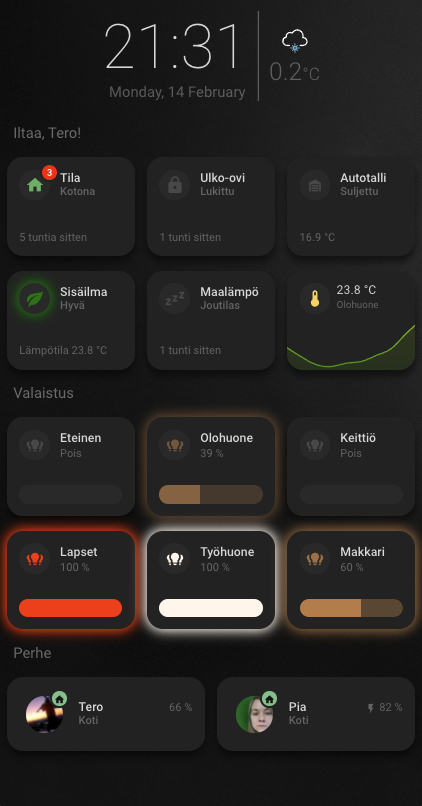 21:31
0.2°C
Monday, 14 February
Iltaa, Tero!
3
Tila
Kotona
5 tuntia sitten
Ulko-ovi
Lukittu
1 tunti sitten
Autotalli
Suljettu
16.9 °C
Sisäilma
Hyvä
Lämpötila 23.8 °C
zzz
Maalämpö
Joutilas
1 tunti sitten
23.8 °C
Olohuone
Valaistus
Eteinen
Pois
Olohuone
39 %
Keittiö
Pois
Lapset
100 %
Työhuone
100 %
Makkari
60 %
Perhe
Tero
Koti
66 %
Pia
Koti
82 %